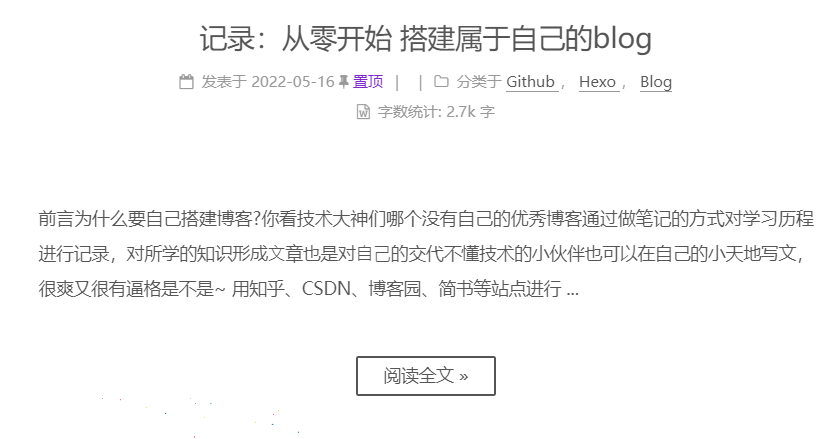 记录：从零开始 搭建属于自己的blog
发表于 2022-05-16 置顶 | | 分类于 Github ， Hexo ， Blog
字数统计: 2.7k 字
前言为什么要自己搭建博客?你看技术大神们哪个没有自己的优秀博客通过做笔记的方式对学习历程
进行记录，对所学的知识形成文章也是对自己的交代不懂技术的小伙伴也可以在自己的小天地写文，
很爽又很有逼格是不是~ 用知乎、CSDN、博客园、简书等站点进行 ...
阅读全文 »